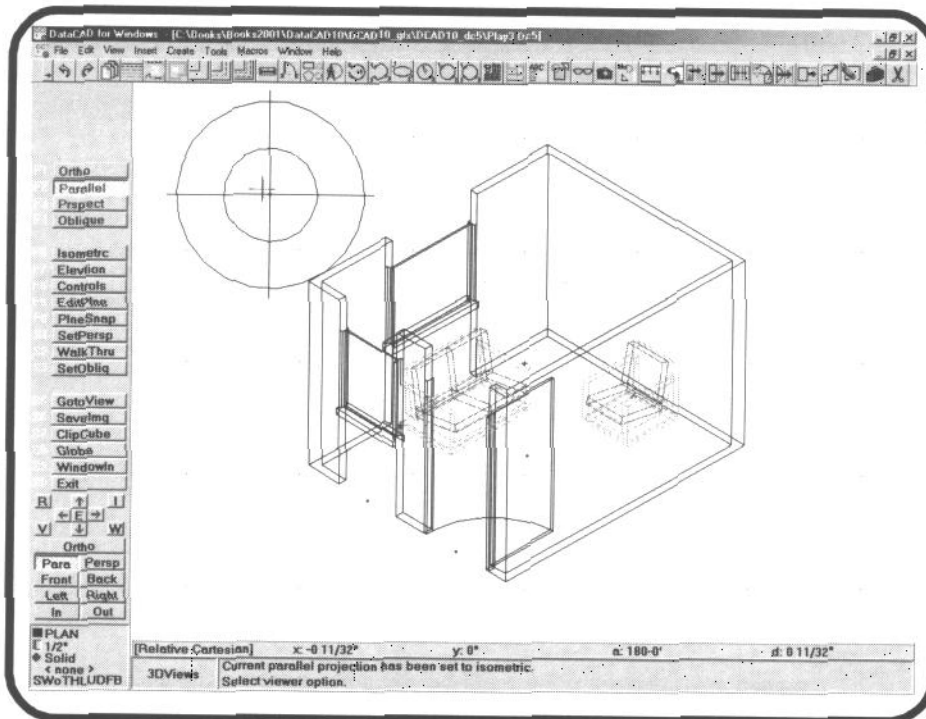 DataCAD for Windows - [C:\Books\Books2001\DataCAD10\DCAD10_gfx\DCAD10_dc5\Play3.Dc5]
File Edit View Insert Create Tools Macros Window Help
ABC
Ortho
Parallel
Prspect
Oblique
Isometrc
Elevtion
Controls
EditPlne
PlneSnap
SetPersp
WalkThru
SetObliq
GotoView
SaveImg
ClipCube
Globe
WindowIn
Exit
R I
E
V W
Ortho
Para Persp
Front Back
Left Right
In Out
PLAN
1/2"
Solid
< none >
SWoTHLUDFB
[Relative Cartesian] x: -0 11/32" y: 0" a: 180-0' d: 0 11/32"
3DViews
Current parallel projection has been set to isometric.
Select viewer option.